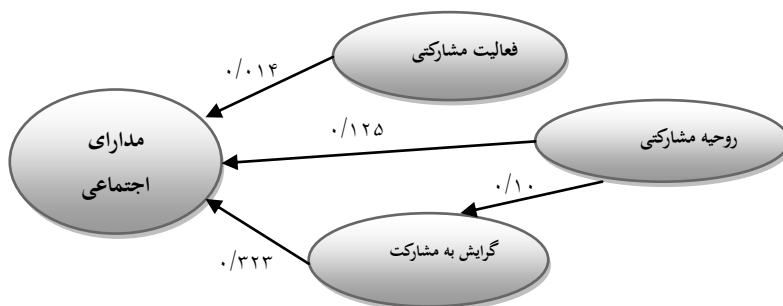 فعالیت مشارکتی
۰/۰۱۴
مدارای
اجتماعی
۰/۱۲۵
روحیه مشارکتی
۰/۱۰
گرایش به مشارکت
۰/۳۲۳